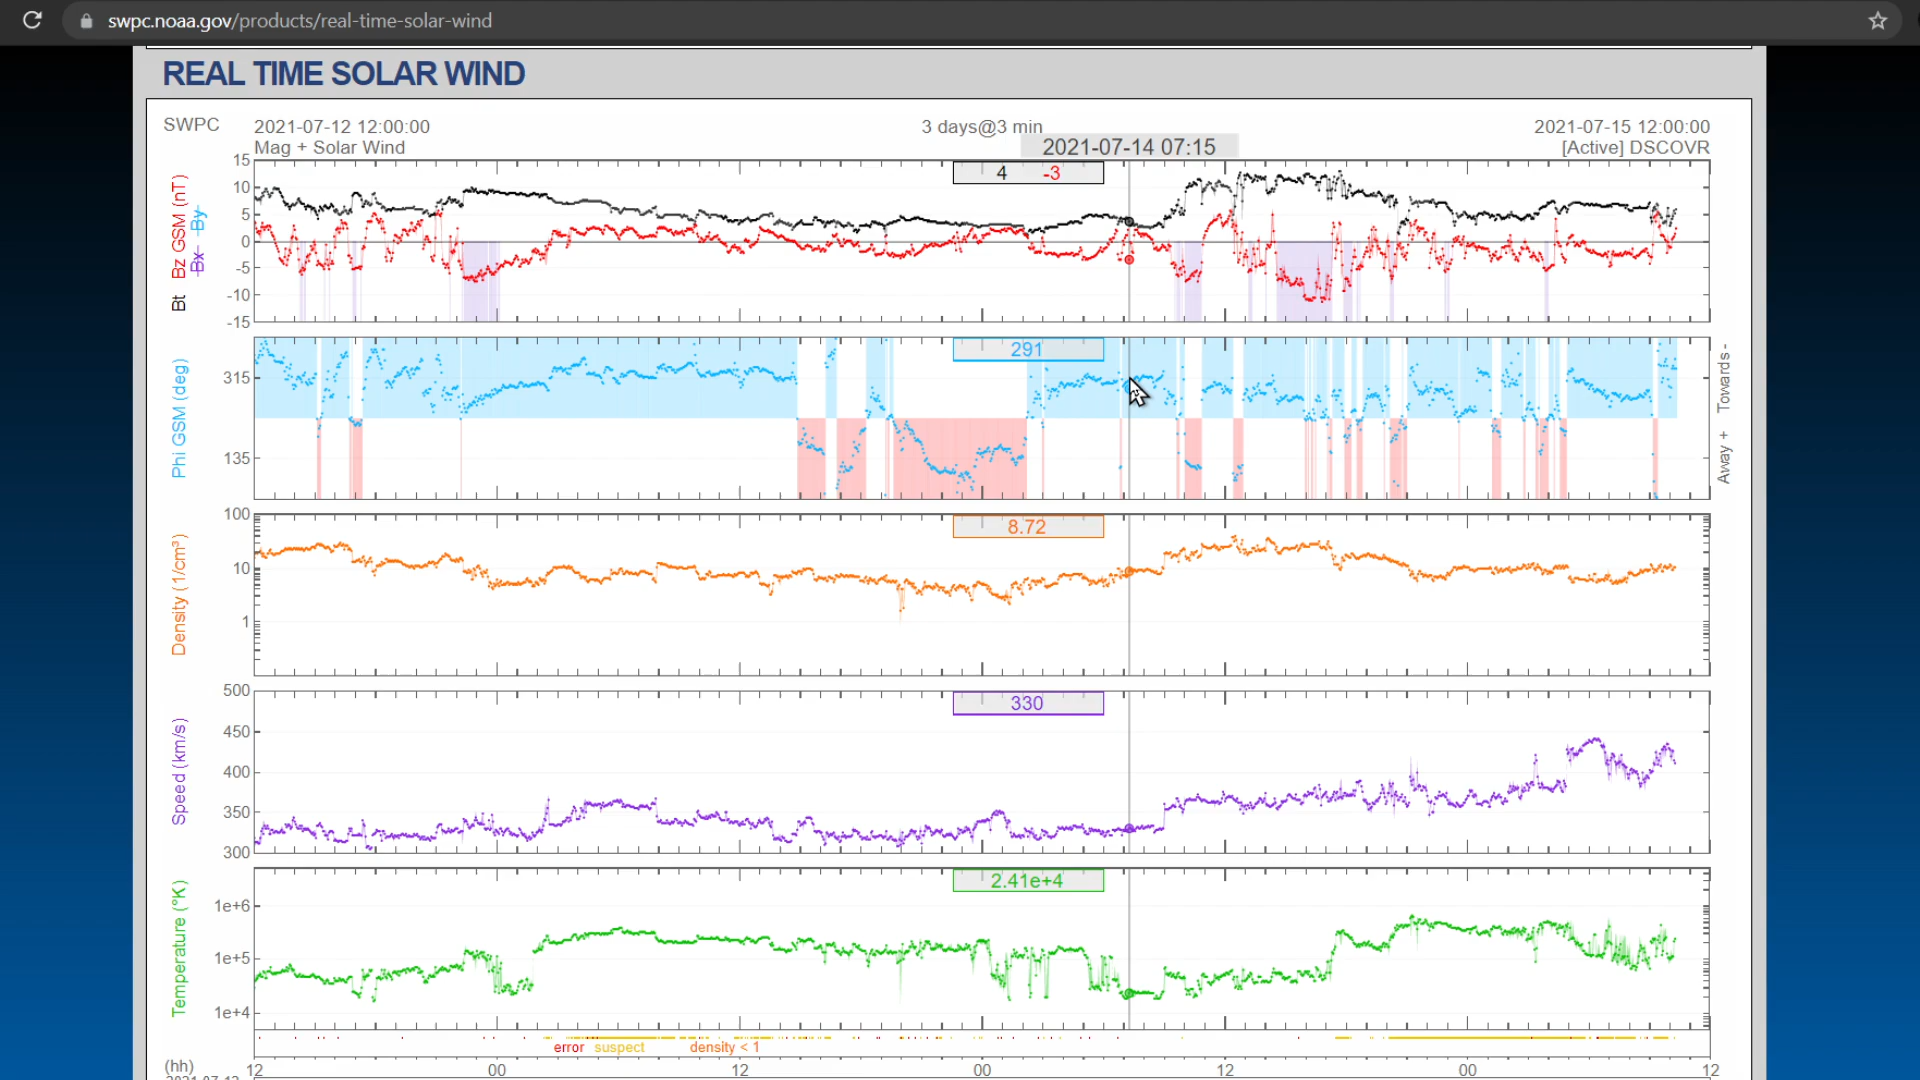 swpc.noaa.gov/products/real-time-solar-wind
REAL TIME SOLAR WIND
SWPC
2021-07-12 12:00:00
3 days@3 min
2021-07-15 12:00:00
Mag + Solar Wind
2021-07-14 07:15
[Active] DSCOVR
4 -3
Bt Bz GSM (nT)
Bx By
15
10
5
0
-5
-10
-15
291
Phi GSM (deg)
315
135
Away + Towards -
8.72
Density (1/cm³)
100
10
1
330
Speed (km/s)
500
450
400
350
300
2.41e+4
Temperature (°K)
1e+6
1e+5
1e+4
error suspect density < 1
(hh)
12 00 12 00 12 00 12